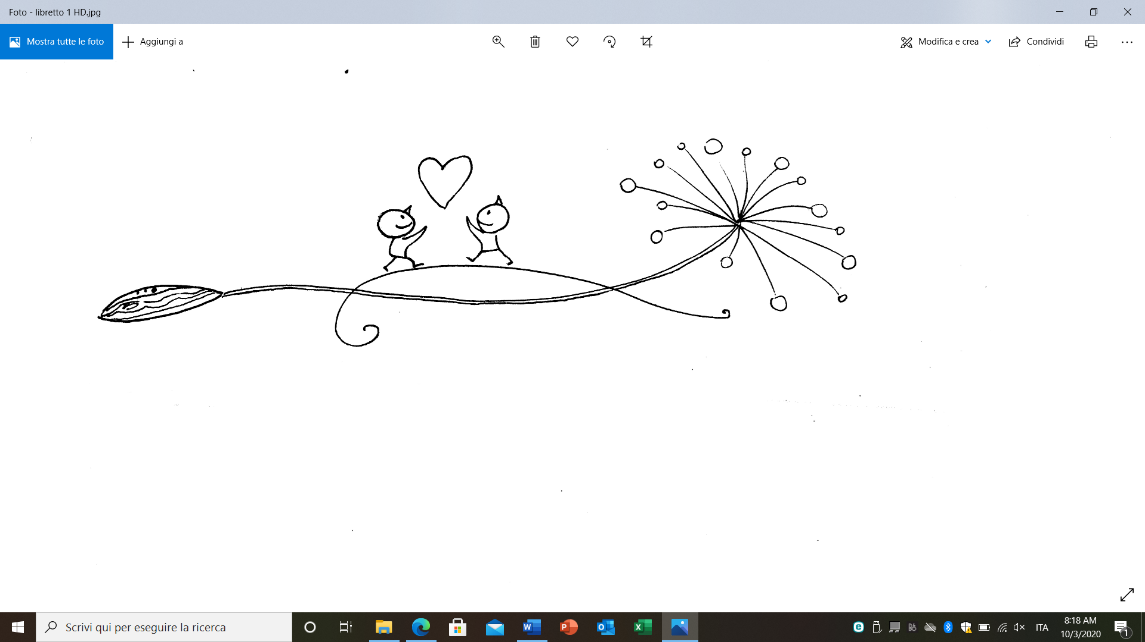 Foto - libretto 1 HD.jpg
Mostra tutte le foto
Aggiungi a
Modifica e crea
Condividi
Scrivi qui per eseguire la ricerca
ITA
8:18 AM
10/3/2020